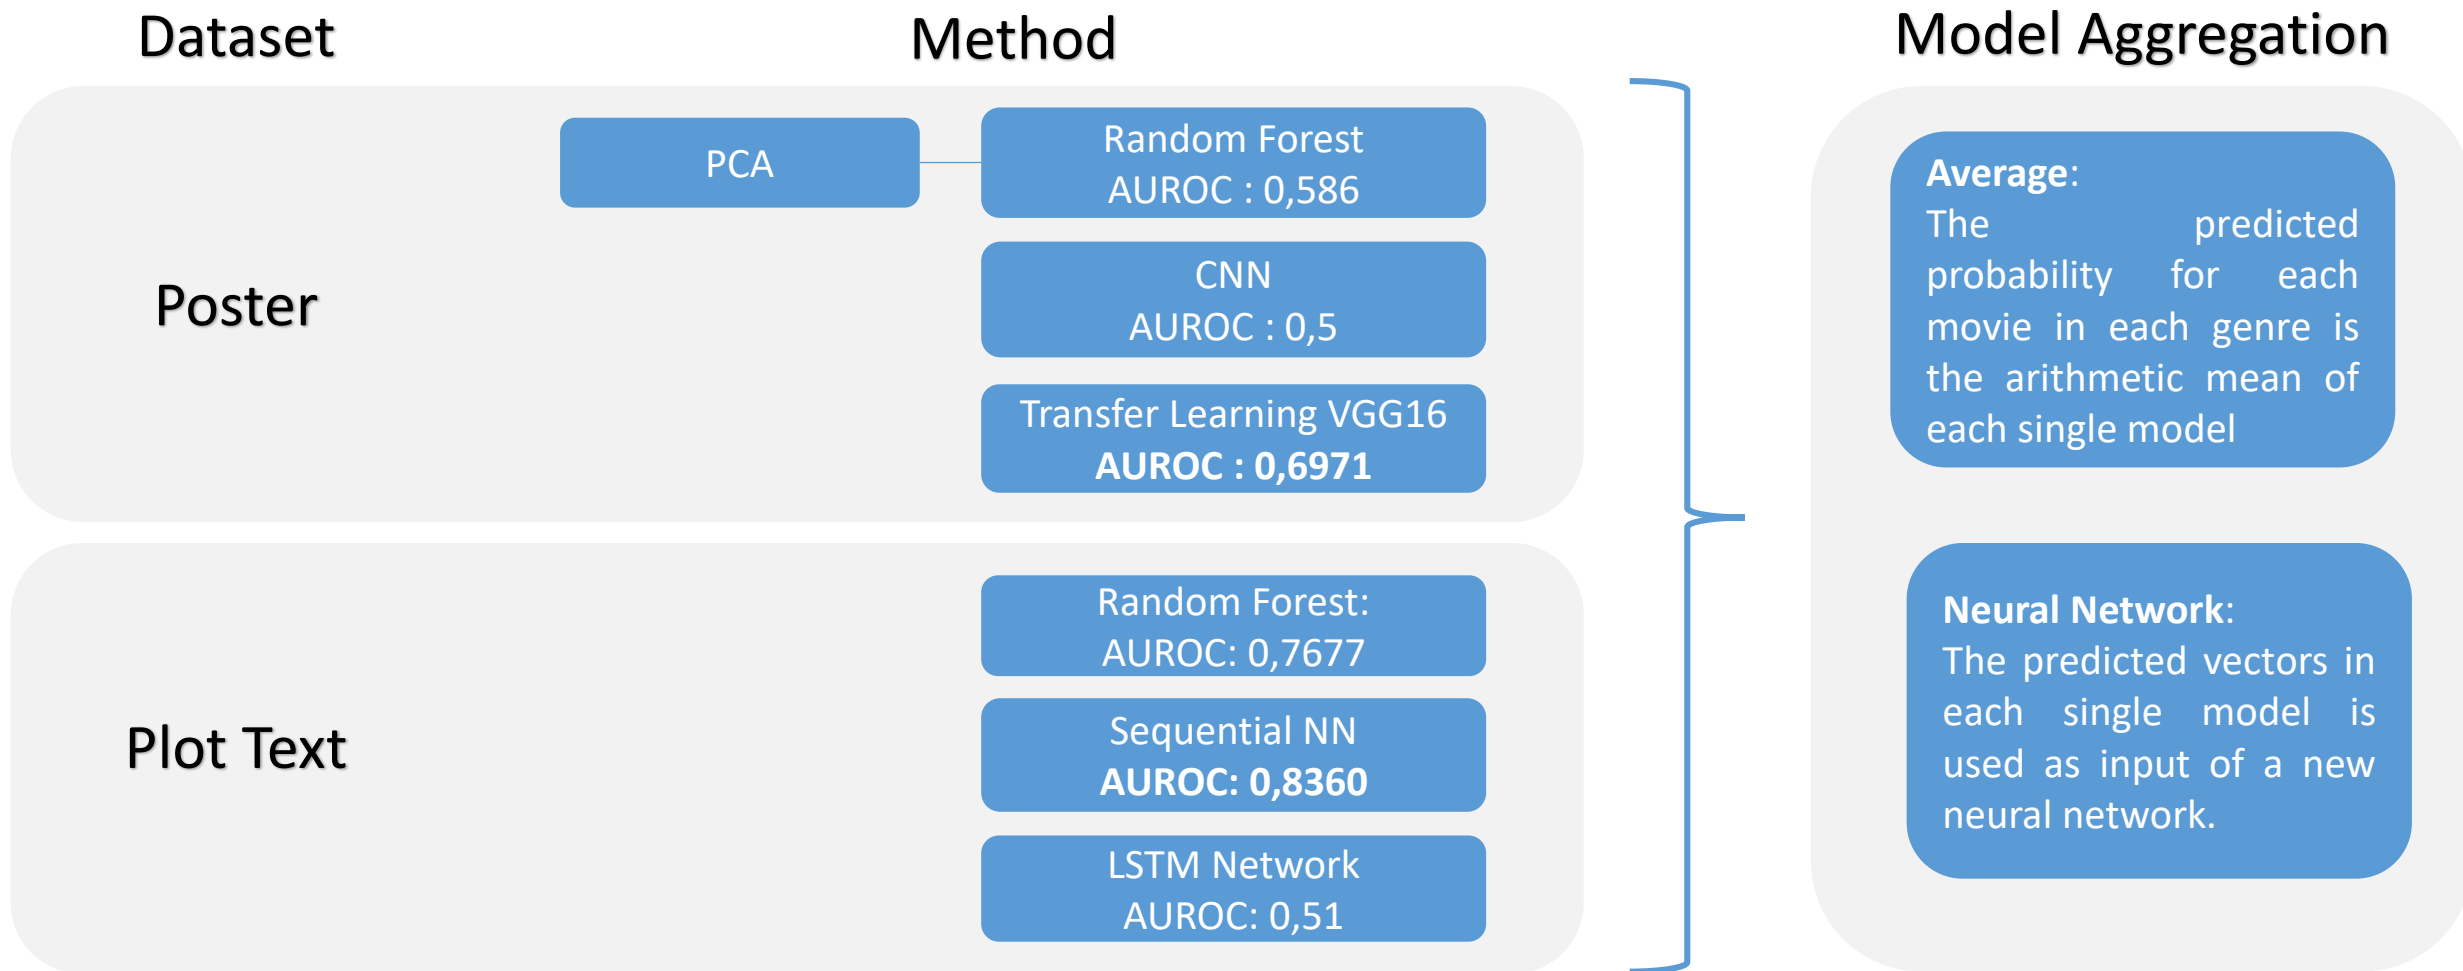 Dataset
Method
Model Aggregation
Poster
PCA
Random Forest
AUROC : 0,586
CNN
AUROC : 0,5
Transfer Learning VGG16
AUROC : 0,6971
Plot Text
Random Forest:
AUROC: 0,7677
Sequential NN
AUROC: 0,8360
LSTM Network
AUROC: 0,51
Average:
The predicted
probability for each
movie in each genre is
the arithmetic mean of
each single model
Neural Network:
The predicted vectors in
each single model is
used as input of a new
neural network.